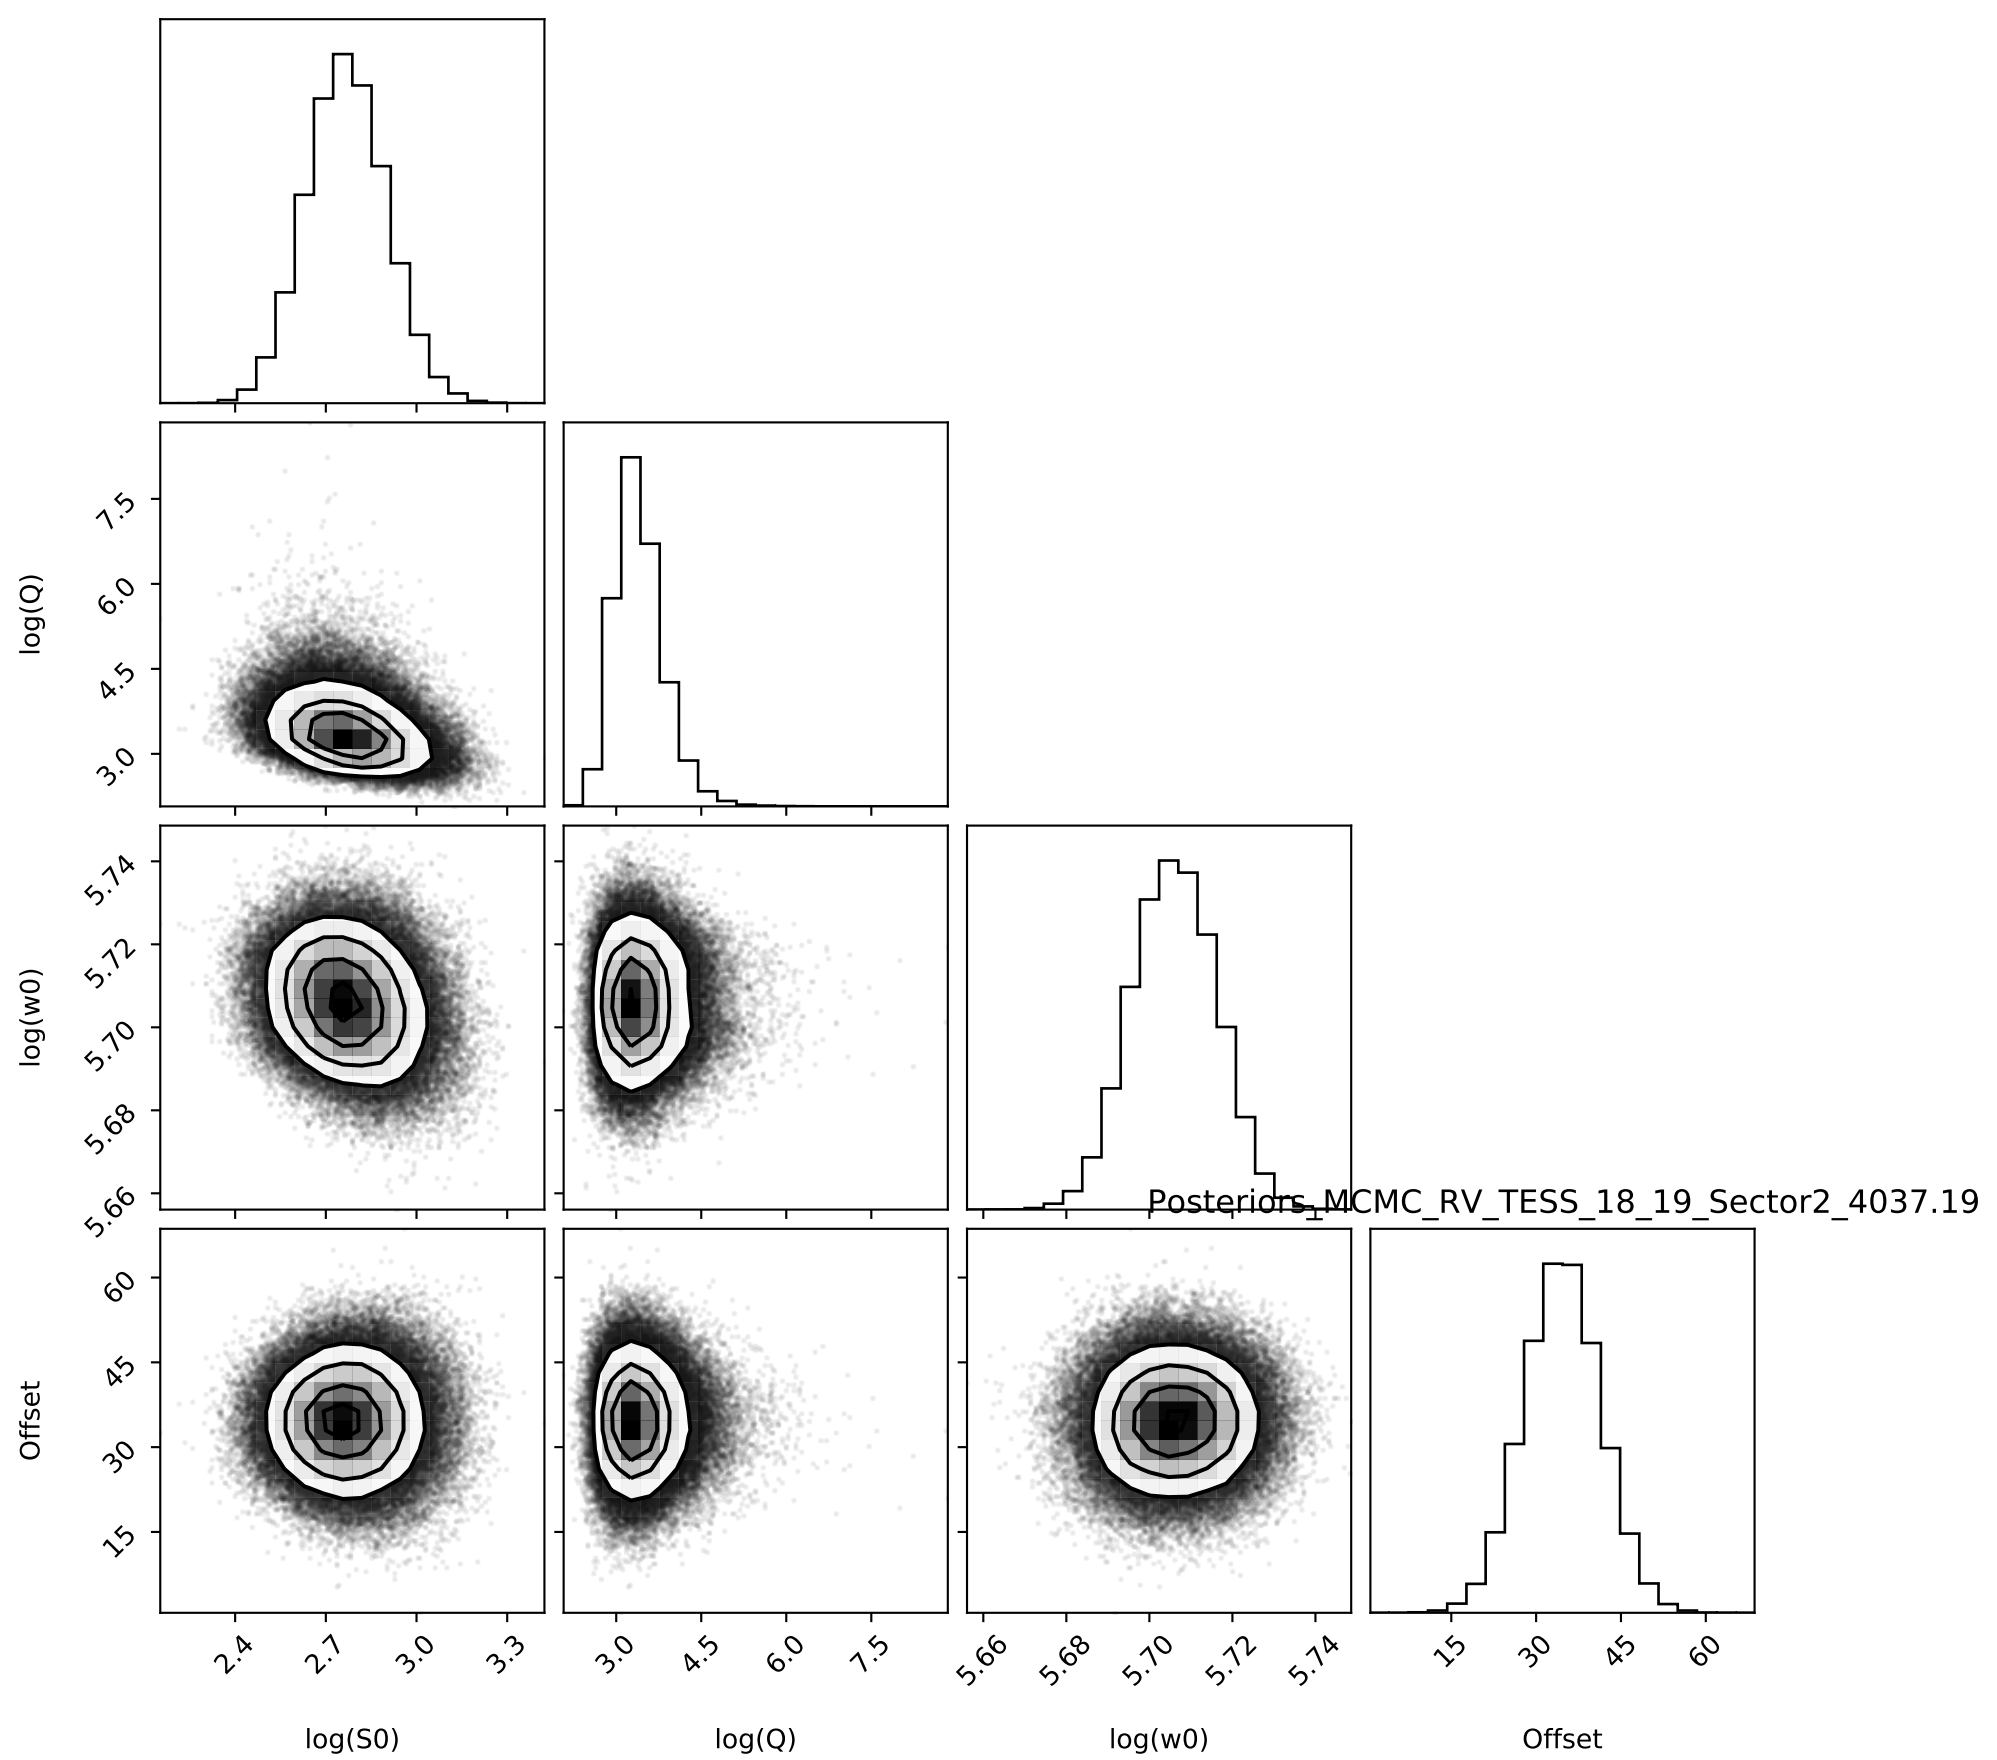 log(Q)
7.5
6.0
4.5
3.0
log(w0)
5.74
5.72
5.70
5.68
5.66
Posteriors_MCMC_RV_TESS_18_19_Sector2_4037.19
Offset
60
45
30
15
2.4 2.7 3.0 3.3 3.0 4.5 6.0 7.5 5.66 5.68 5.70 5.72 5.74 15 30 45 60
log(S0) log(Q) log(w0) Offset